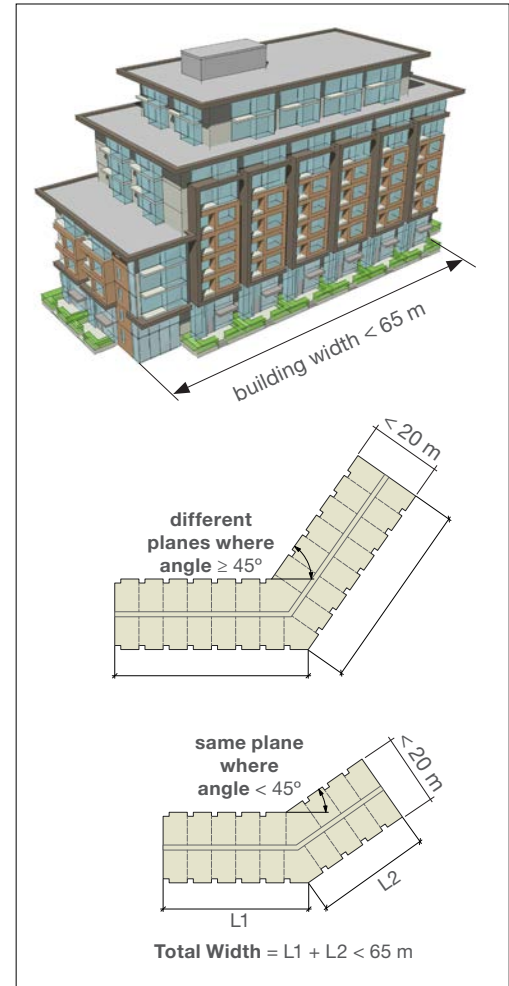 building width < 65 m
< 20 m
different
planes where
angle ≥ 45º
same plane
where
angle < 45º
< 20 m
L1
L2
Total Width = L1 + L2 < 65 m